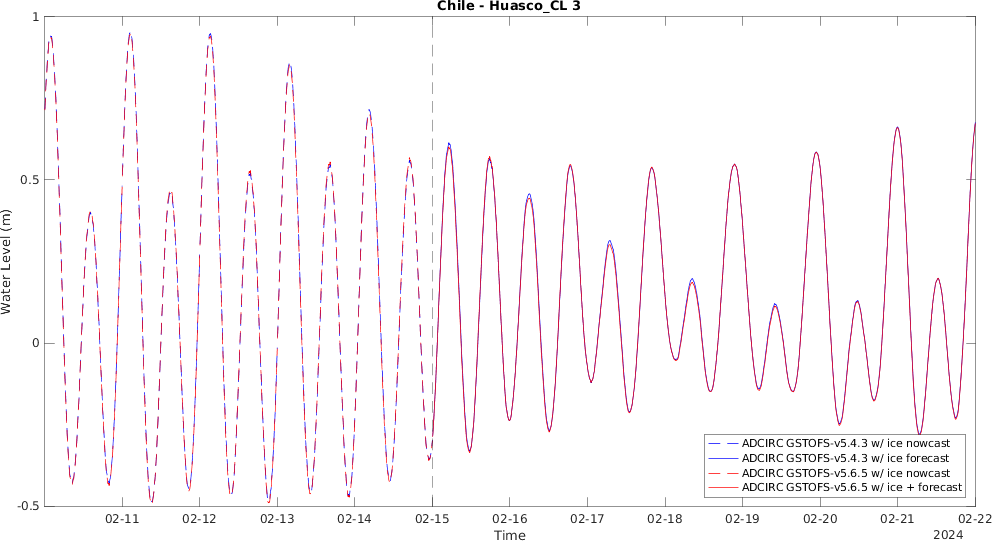 Chile - Huasco_CL 3
1
0.5
0
-0.5
Water Level (m)
02-11 02-12 02-13 02-14 02-15 02-16 02-17 02-18 02-19 02-20 02-21 02-22
Time
2024
ADCIRC GSTOFS-v5.4.3 w/ ice nowcast
ADCIRC GSTOFS-v5.4.3 w/ ice forecast
ADCIRC GSTOFS-v5.6.5 w/ ice nowcast
ADCIRC GSTOFS-v5.6.5 w/ ice + forecast